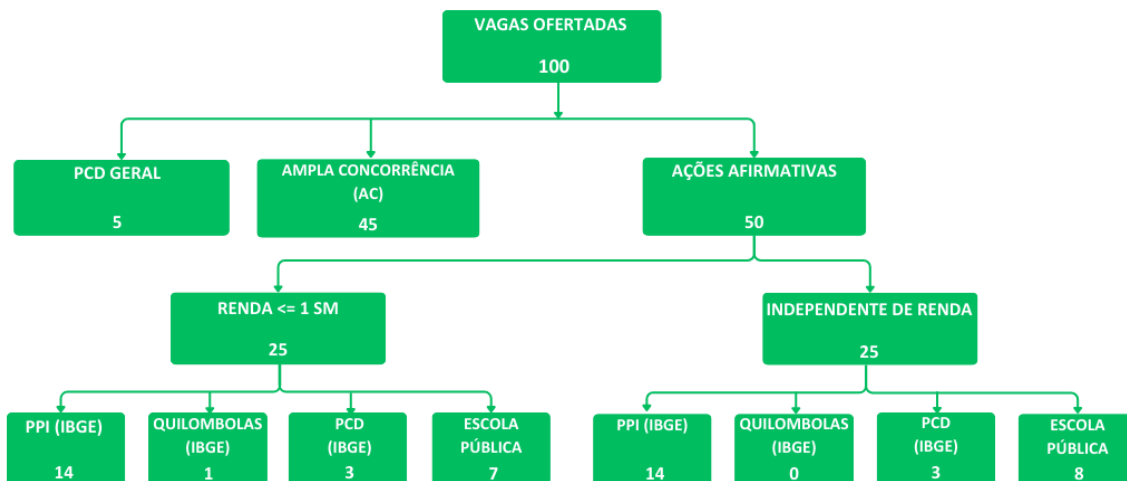 VAGAS OFERTADAS
100
PCD GERAL
5
AMPLA CONCORRÊNCIA
(AC)
45
AÇÕES AFIRMATIVAS
50
RENDA <= 1 SM
25
INDEPENDENTE DE RENDA
25
PPI (IBGE)
14
QUILOMBOLAS
(IBGE)
1
PCD
(IBGE)
3
ESCOLA
PÚBLICA
7
PPI (IBGE)
14
QUILOMBOLAS
(IBGE)
0
PCD
(IBGE)
3
ESCOLA
PÚBLICA
8